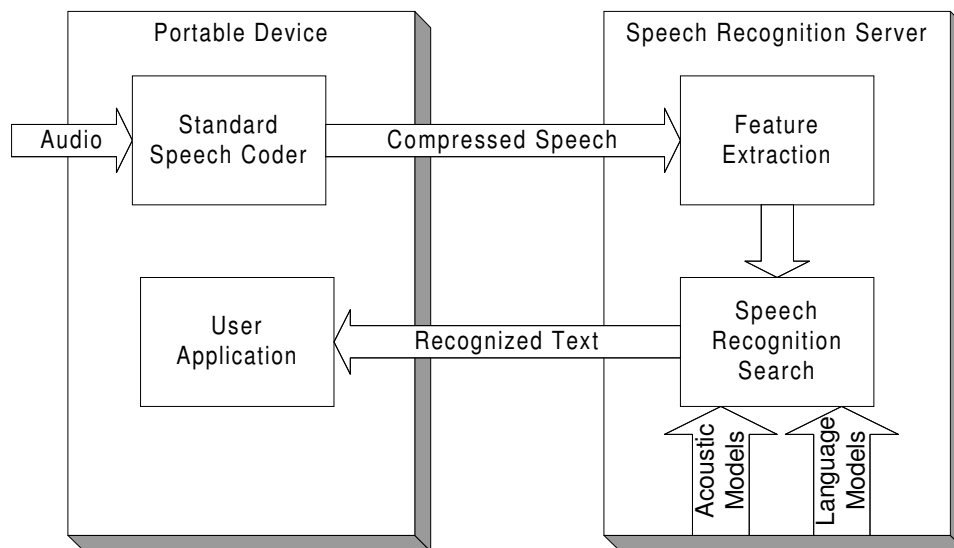 Portable Device
Speech Recognition Server
Audio
Standard
Speech Coder
Compressed Speech
Feature
Extraction
User
Application
Recognized Text
Speech
Recognition
Search
Acoustic
Models
Language
Models